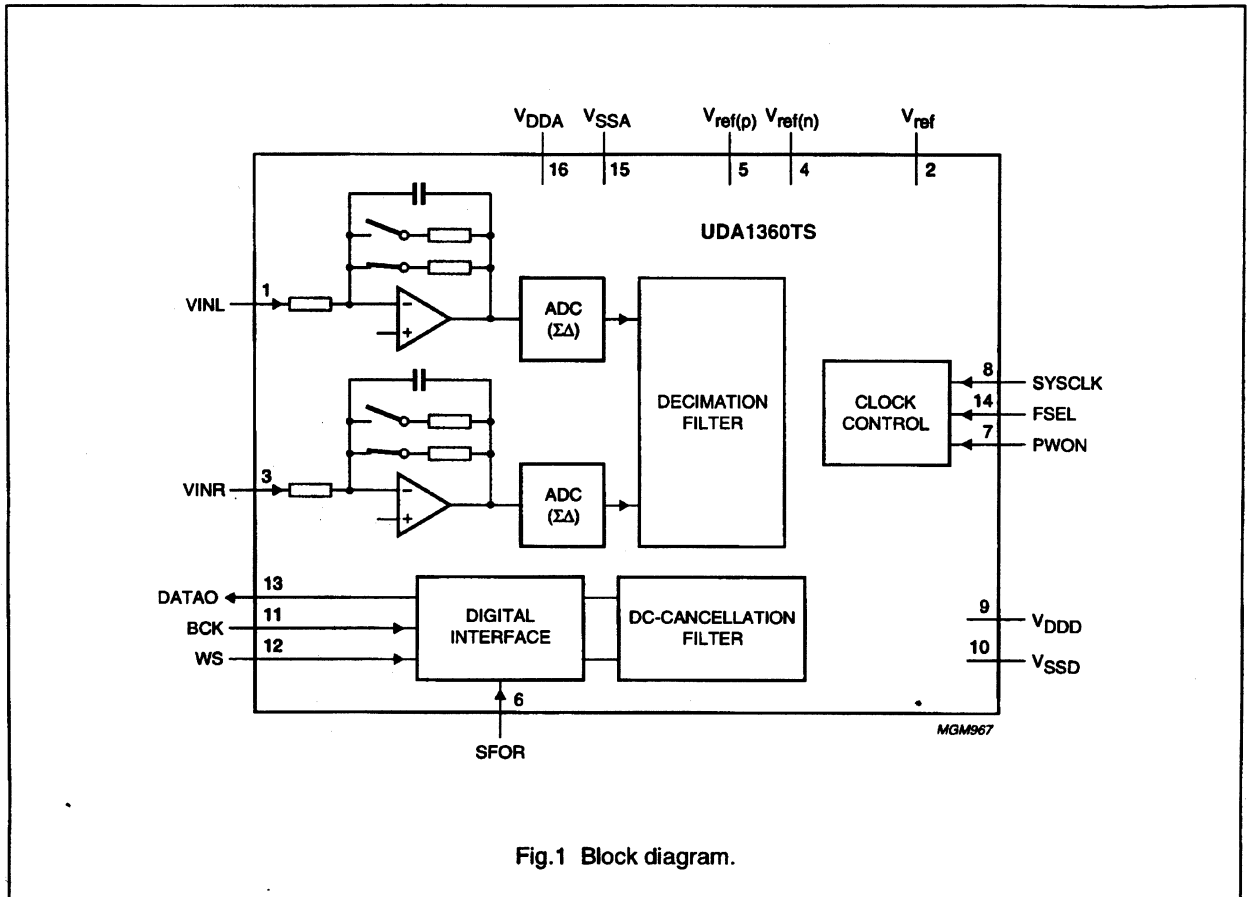 VDDA VSSA Vref(p) Vref(n) Vref
16 15 5 4 2
UDA1360TS
VINL 1
−
+
ADC
(ΣΔ)
DECIMATION
FILTER
CLOCK
CONTROL
8 SYSCLK
14 FSEL
7 PWON
VINR 3
−
+
ADC
(ΣΔ)
DATAO 13
BCK 11
WS 12
DIGITAL
INTERFACE
DC-CANCELLATION
FILTER
9 VDDD
10 VSSD
6
SFOR
MGM967
Fig.1 Block diagram.